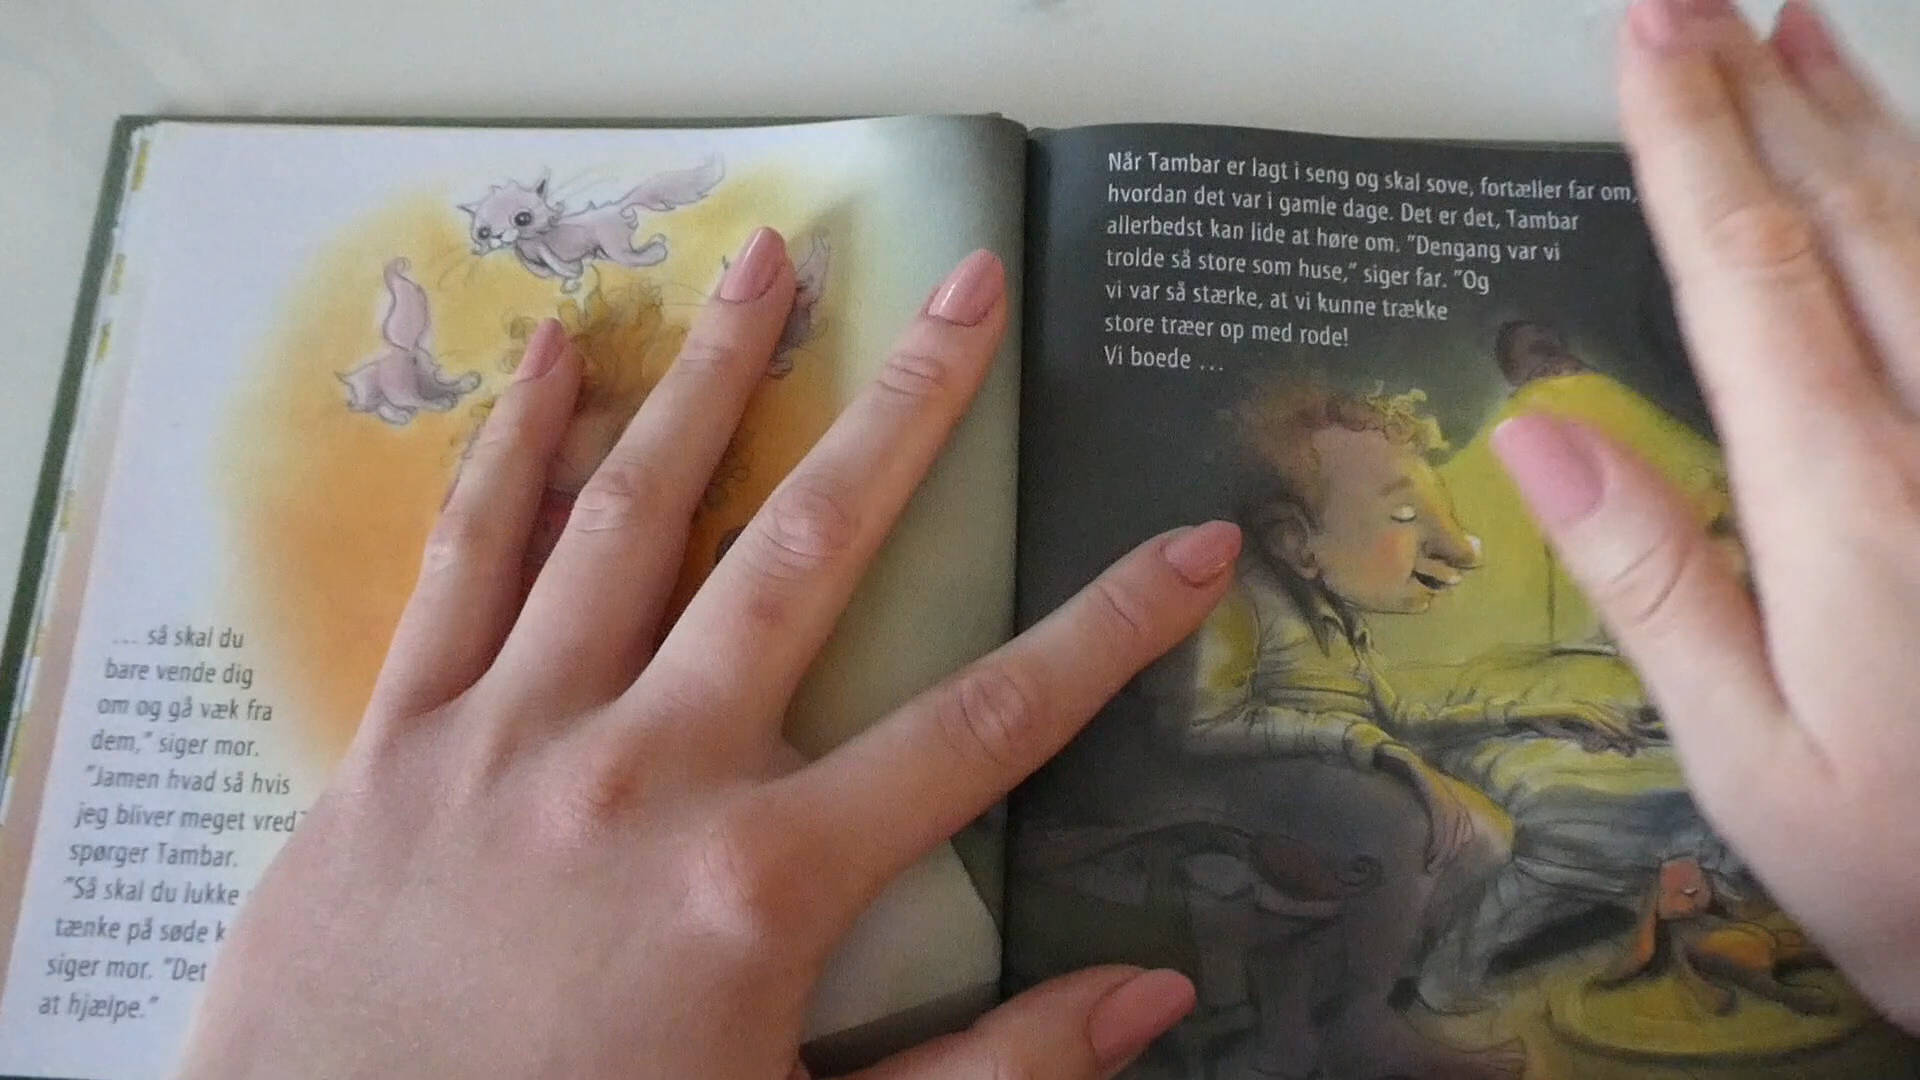 ... så skal du
bare vende dig
om og gå væk fra
dem,” siger mor.
”Jamen hvad så hvis
jeg bliver meget vred
spørger Tambar.
”Så skal du lukke
tænke på søde
siger mor. ”Det
at hjælpe.”
Når Tambar er lagt i seng og skal sove, fortæller far om,
hvordan det var i gamle dage. Det er det, Tambar
allerbedst kan lide at høre om. ”Dengang var vi
trolde så store som huse,” siger far. ”Og
vi var så stærke, at vi kunne trække
store træer op med rode!
Vi boede ...